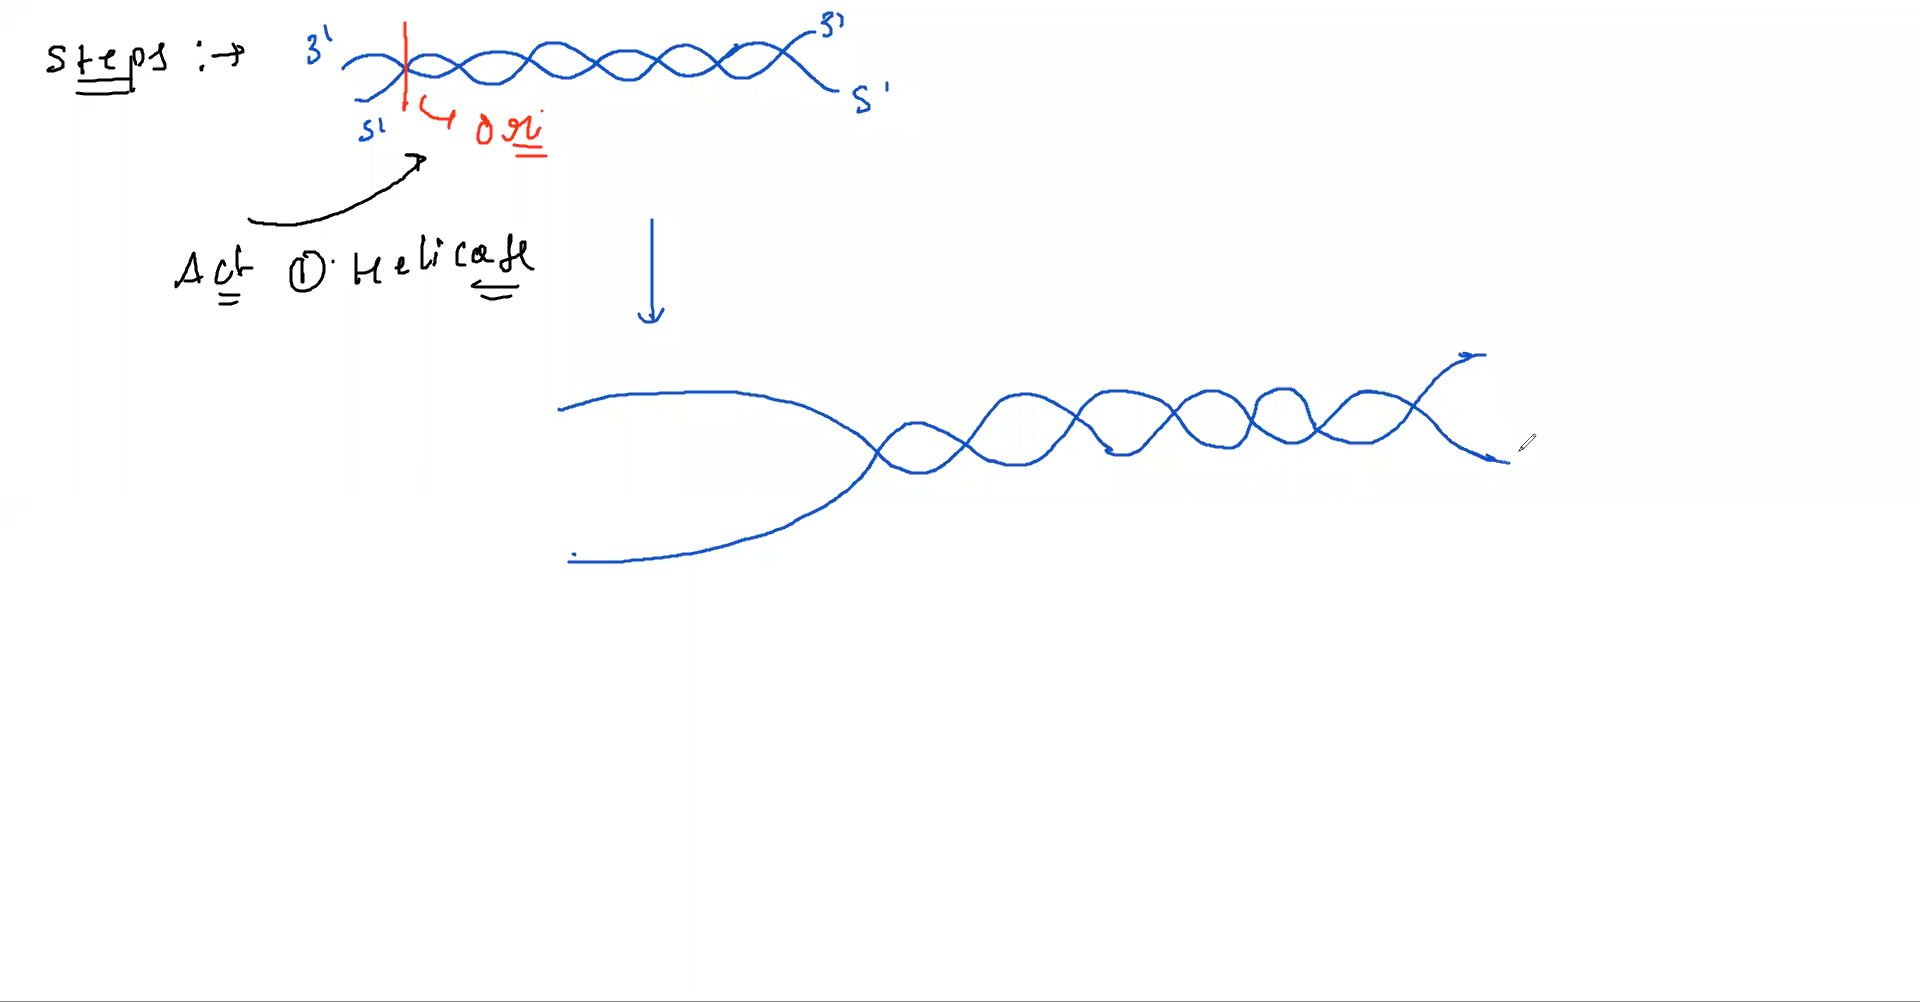 Steps :→ 3' 3'
5' ori 5'
Act ①. Helicase